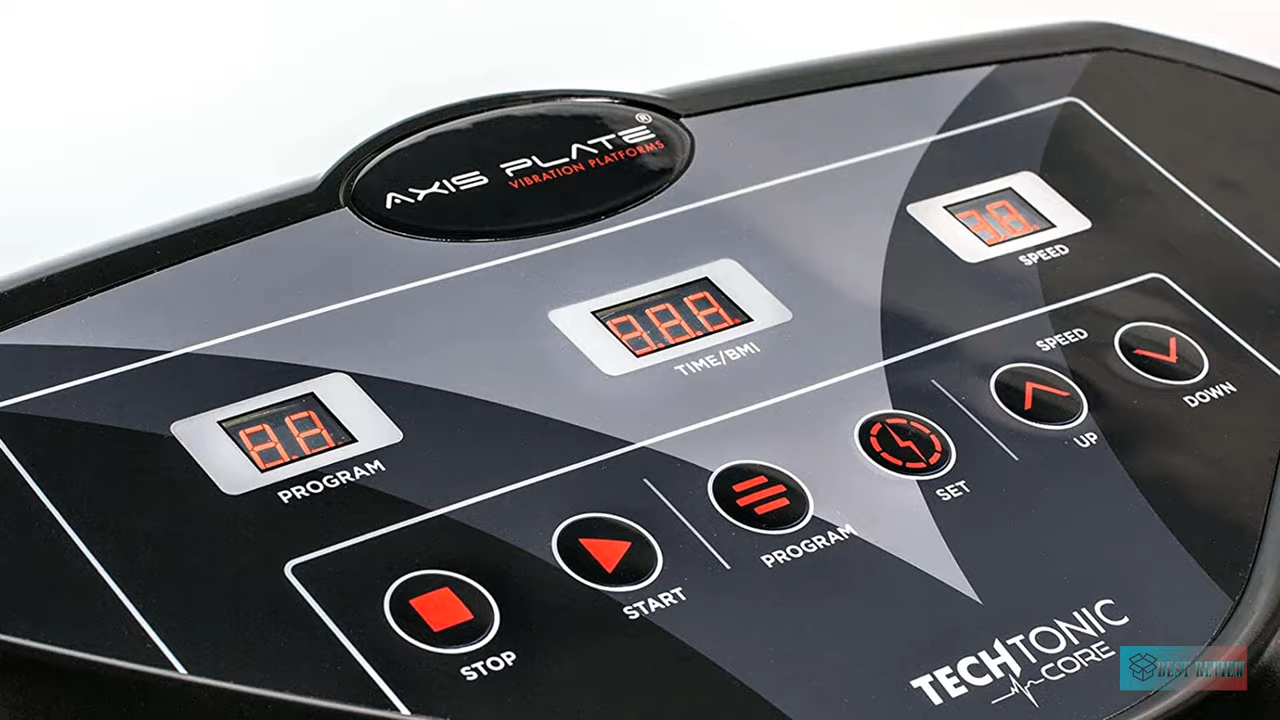 AXIS PLATE®
VIBRATION PLATFORMS
SPEED
TIME/BMI
PROGRAM
SPEED
DOWN
UP
SET
PROGRAM
START
STOP
TECHTONIC
CORE
BEST REVIEW